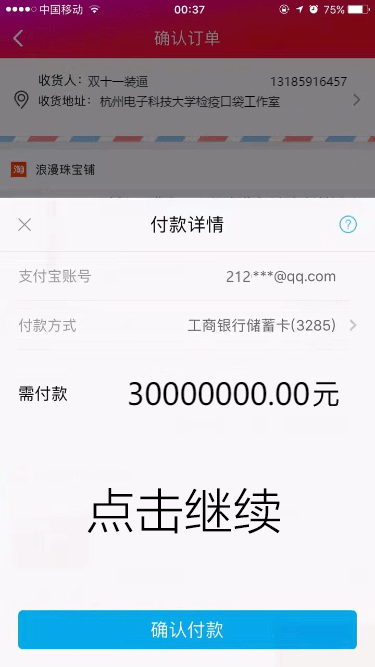 中国移动 00:37 75%
确认订单
收货人：双十一装逼 13185916457
收货地址：杭州电子科技大学检疫口袋工作室
淘 浪漫珠宝铺
付款详情 ?
支付宝账号 212***@qq.com
付款方式 工商银行储蓄卡(3285)
需付款 30000000.00元
点击继续
确认付款